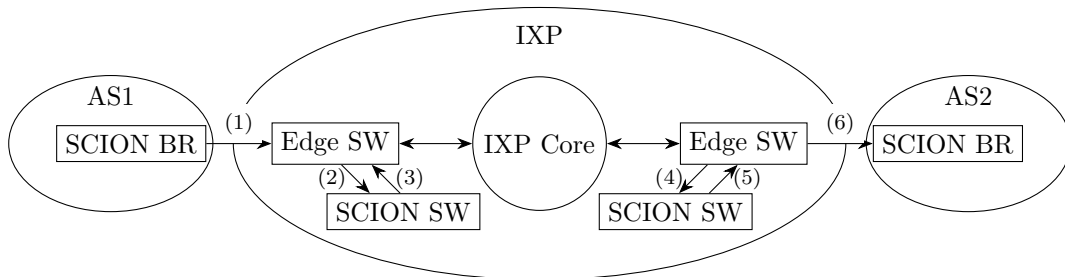 IXP
AS1
AS2
(1)
(6)
SCION BR
Edge SW
IXP Core
Edge SW
SCION BR
(2)
(3)
(4)
(5)
SCION SW
SCION SW